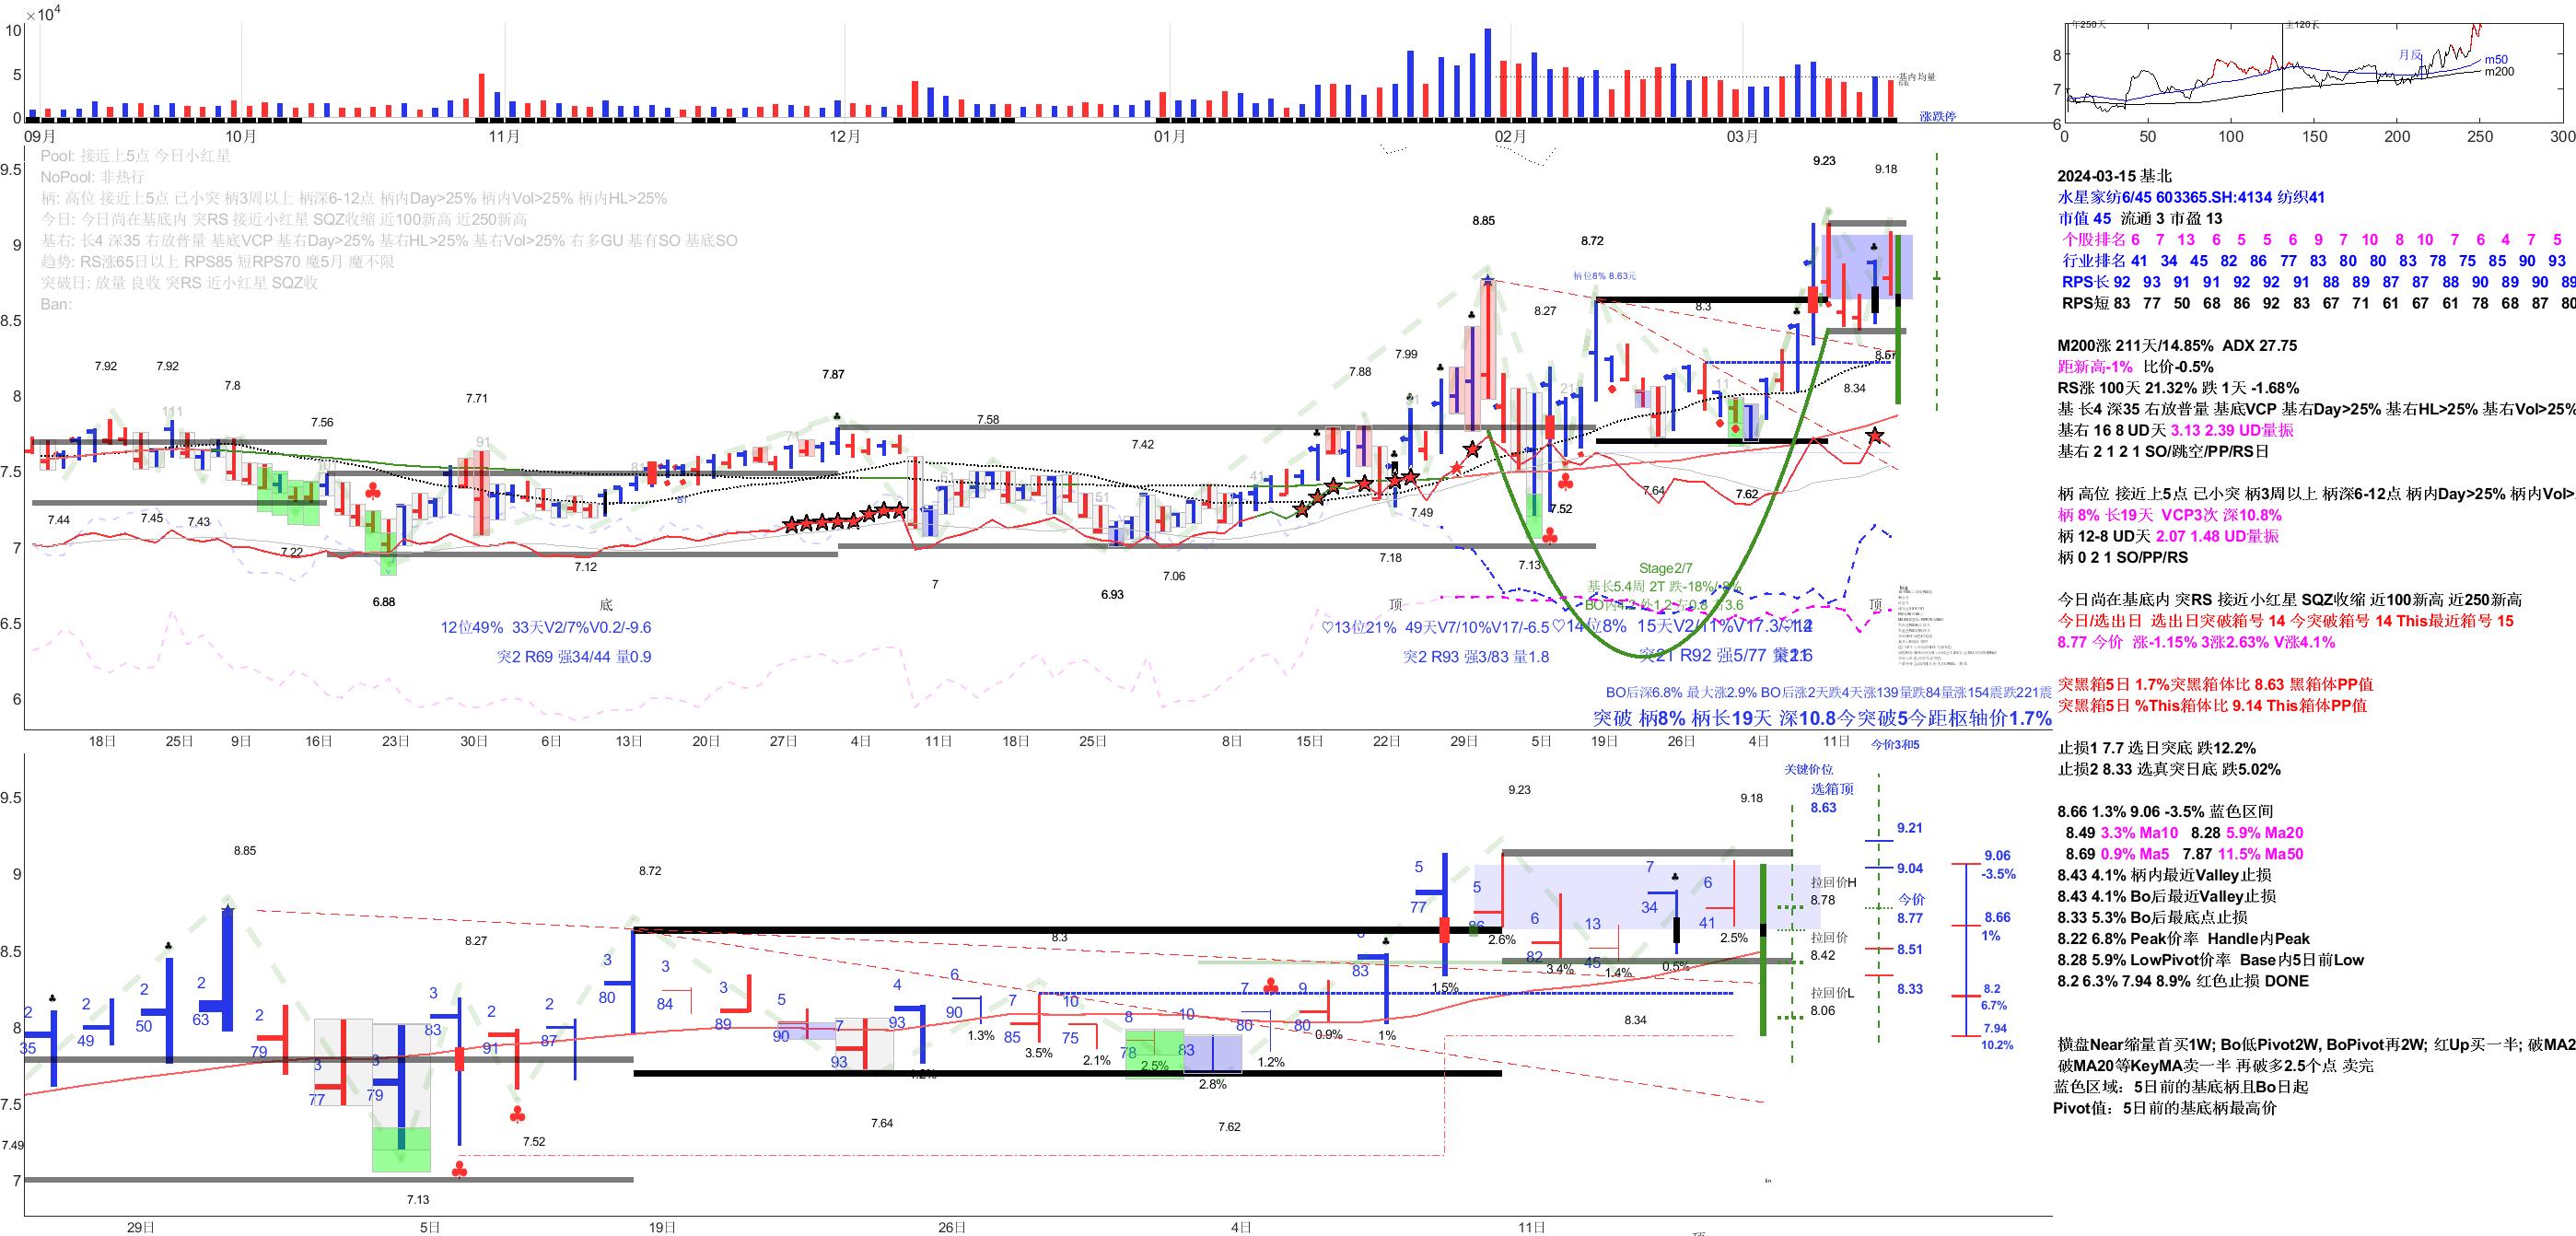 ×10⁴
10
5
0
09月 10月 11月 12月 01月 02月 03月
基内均量
涨跌停
年250天 主120天
月反
m50
m200
8
7
6
0 50 100 150 200 250 300
Pool: 接近上5点 今日小红星
NoPool: 非热行
柄: 高位 接近上5点 己小突 柄3周以上 柄深6-12点 柄内Day>25% 柄内Vol>25% 柄内HL>25%
今日: 今日尚在基底内 突RS 接近小红星 SQZ收缩 近100新高 近250新高
基右: 长4 深35 右放普量 基底VCP 基右Day>25% 基右HL>25% 基右Vol>25% 右多GU 基有SO 基底SO
趋势: RS涨65日以上 RPS85 短RPS70 魔5月 魔不限
突破日: 放量 良收 突RS 近小红星 SQZ收
Ban:
9.5
9
8.5
8
7.5
7
6.5
6
7.92 7.92 7.8 7.56 7.71 7.87 7.58 7.42 7.88 7.99 8.85 8.27 8.72 8.3 9.23 9.18
柄位8% 8.63元
111 91 41 51 21 11
7.44 7.45 7.43 7.22 6.88 7.12 7 6.93 7.06 7.18 7.49 7.13 7.52 7.64 7.62 8.34
底 顶 顶
Stage2/7
基长5.4周 2T 跌-18%/
12位49% 33天V2/7%V0.2/-9.6
突2 R69 强34/44 量0.9
♡13位21% 49天V7/10%V17/-6.5
突2 R93 强3/83 量1.8
♡14位8% 15天V2/11%V17.3/
突21 R92 强5/77
BO后深6.8% 最大涨2.9% BO后涨2天跌4天涨139量跌84量涨154震跌221震
突破 柄8% 柄长19天 深10.8今突破5今距枢轴价1.7%
18日 25日 9日 16日 23日 30日 6日 13日 20日 27日 4日 11日 18日 25日 8日 15日 22日 29日 5日 19日 26日 4日 11日
今价3和5
2024-03-15 基北
水星家纺6/45 603365.SH:4134 纺织41
市值 45 流通 3 市盈 13
个股排名 6 7 13 6 5 5 6 9 7 10 8 10 7 6 4 7 5
行业排名 41 34 45 82 86 77 83 80 80 83 78 75 85 90 93
RPS长 92 93 91 91 92 92 91 88 89 87 87 88 90 89 90 89
RPS短 83 77 50 68 86 92 83 67 71 61 67 61 78 68 87 80
M200涨 211天/14.85% ADX 27.75
距新高-1% 比价-0.5%
RS涨 100天 21.32% 跌 1天 -1.68%
基 长4 深35 右放普量 基底VCP 基右Day>25% 基右HL>25% 基右Vol>25%
基右 16 8 UD天 3.13 2.39 UD量振
基右 2 1 2 1 SO/跳空/PP/RS日
柄 高位 接近上5点 己小突 柄3周以上 柄深6-12点 柄内Day>25% 柄内Vol>
柄 8% 长19天 VCP3次 深10.8%
柄 12-8 UD天 2.07 1.48 UD量振
柄 0 2 1 SO/PP/RS
今日尚在基底内 突RS 接近小红星 SQZ收缩 近100新高 近250新高
今日/选出日 选出日突破箱号 14 今突破箱号 14 This最近箱号 15
8.77 今价 涨-1.15% 3涨2.63% V涨4.1%
突黑箱5日 1.7%突黑箱体比 8.63 黑箱体PP值
突黑箱5日 %This箱体比 9.14 This箱体PP值
止损1 7.7 选日突底 跌12.2%
止损2 8.33 选真突日底 跌5.02%
8.66 1.3% 9.06 -3.5% 蓝色区间
8.49 3.3% Ma10 8.28 5.9% Ma20
8.69 0.9% Ma5 7.87 11.5% Ma50
8.43 4.1% 柄内最近Valley止损
8.43 4.1% Bo后最近Valley止损
8.33 5.3% Bo后最底点止损
8.22 6.8% Peak价率 Handle内Peak
8.28 5.9% LowPivot价率 Base内5日前Low
8.2 6.3% 7.94 8.9% 红色止损 DONE
横盘Near缩量首买1W; Bo低Pivot2W, BoPivot再2W; 红Up买一半; 破MA2
破MA20等KeyMA卖一半 再破多2.5个点 卖完
蓝色区域：5日前的基底柄且Bo日起
Pivot值：5日前的基底柄最高价
9.5
9
8.5
8
7.5
7.49
7
8.85 8.27 8.72 8.3 9.23 9.18
7.13 7.52 7.64 7.62 8.34
2 35 2 49 2 50 2 63 2 79 3 77 3 79 3 83 2 91 2 87 3 80 3 84 3 89 5 90 7 93 4 93 6 90 7 85 10 75 8 78 10 83 7 80 9 80 83 5 77 5 86 6 82 13 45 7 34 6 41
1.3% 3.5% 2.1% 2.5% 2.8% 1.2% 0.9% 1% 1.5% 2.6% 3.4% 1.4% 0.5% 2.5%
关键价位
选箱顶
8.63
拉回价H
8.78
拉回价
8.42
拉回价L
8.06
9.21
9.04
今价
8.77
8.51
8.33
9.06
-3.5%
8.66
1%
8.2
6.7%
7.94
10.2%
29日 5日 19日 26日 4日 11日